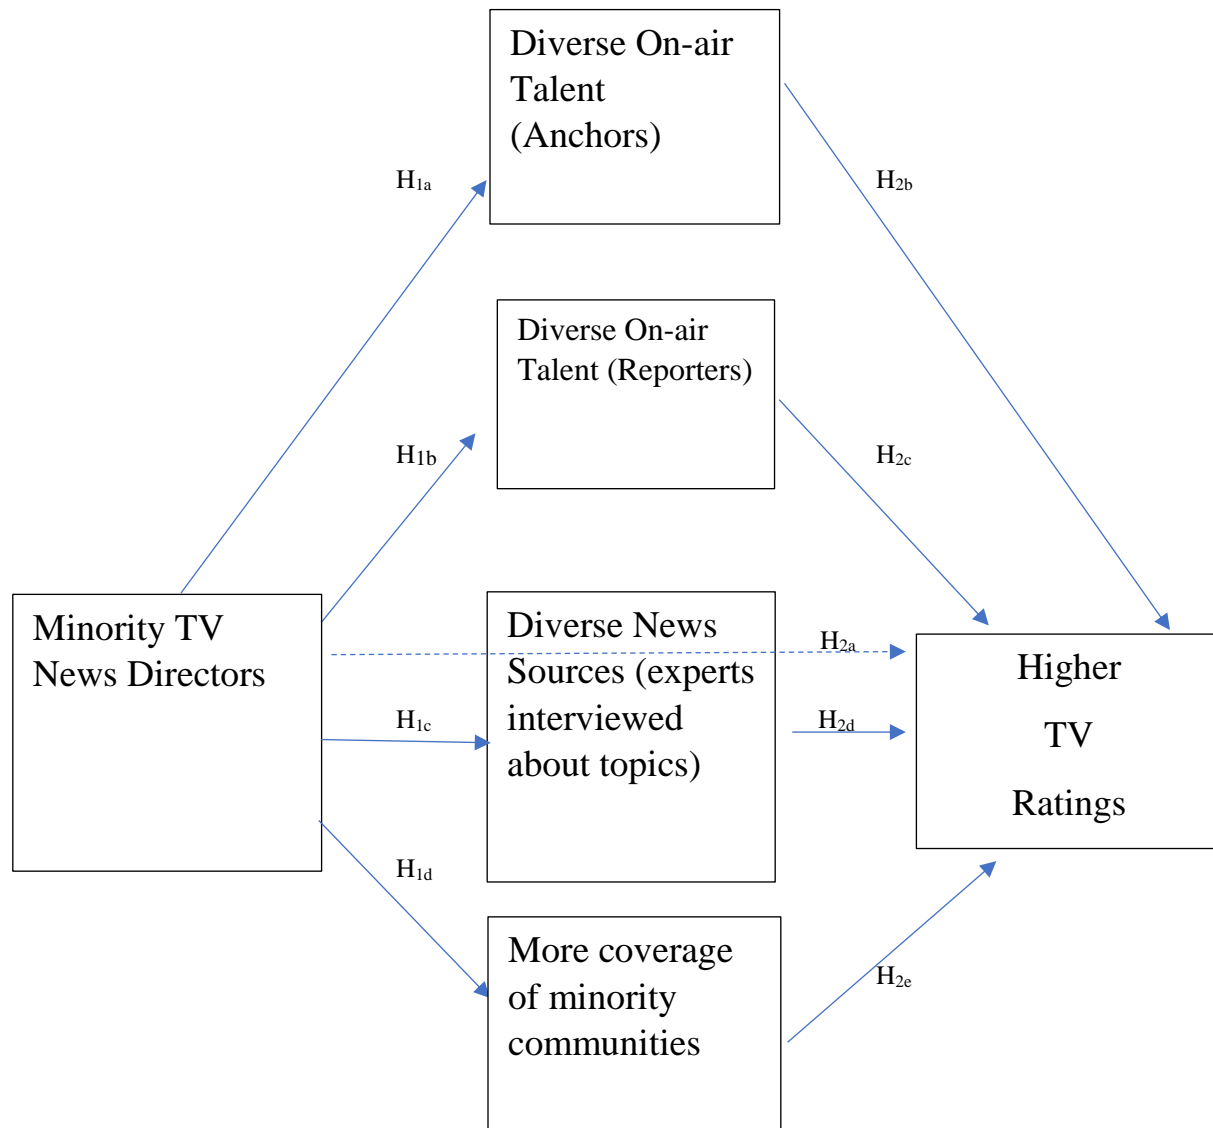 Diverse On-air
Talent
(Anchors)
H1a
H2b
Diverse On-air
Talent (Reporters)
H1b
H2c
Minority TV
News Directors
Diverse News
Sources (experts
interviewed
about topics)
H2a
H1c
H2d
Higher
TV
Ratings
H1d
More coverage
of minority
communities
H2e